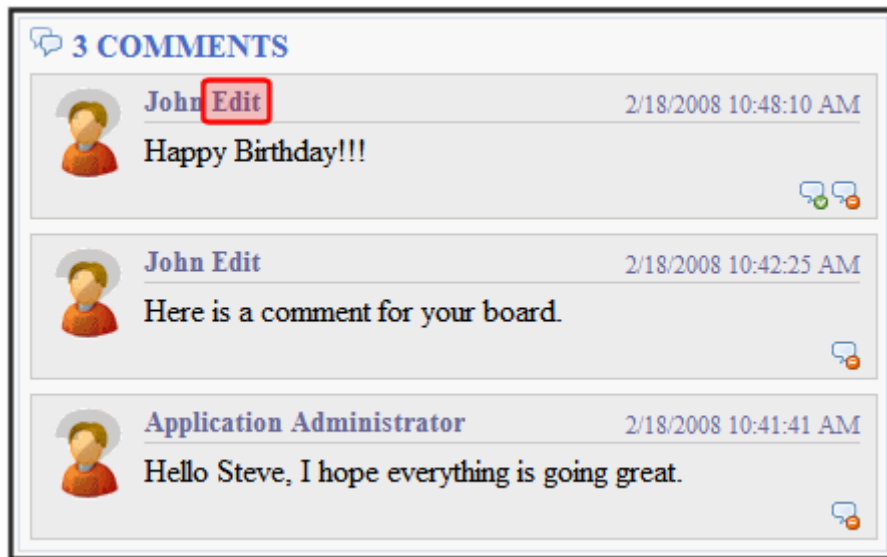 3 COMMENTS
John Edit 2/18/2008 10:48:10 AM
Happy Birthday!!!
John Edit 2/18/2008 10:42:25 AM
Here is a comment for your board.
Application Administrator 2/18/2008 10:41:41 AM
Hello Steve, I hope everything is going great.